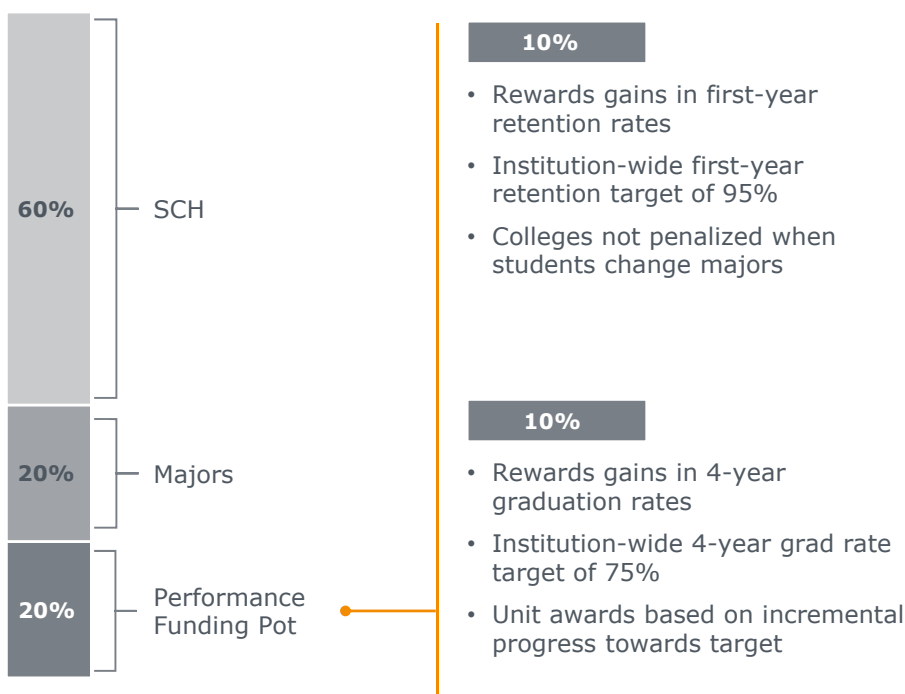 60%
SCH
20%
Majors
20%
Performance
Funding Pot
10%
• Rewards gains in first-year
retention rates
• Institution-wide first-year
retention target of 95%
• Colleges not penalized when
students change majors
10%
• Rewards gains in 4-year
graduation rates
• Institution-wide 4-year grad rate
target of 75%
• Unit awards based on incremental
progress towards target